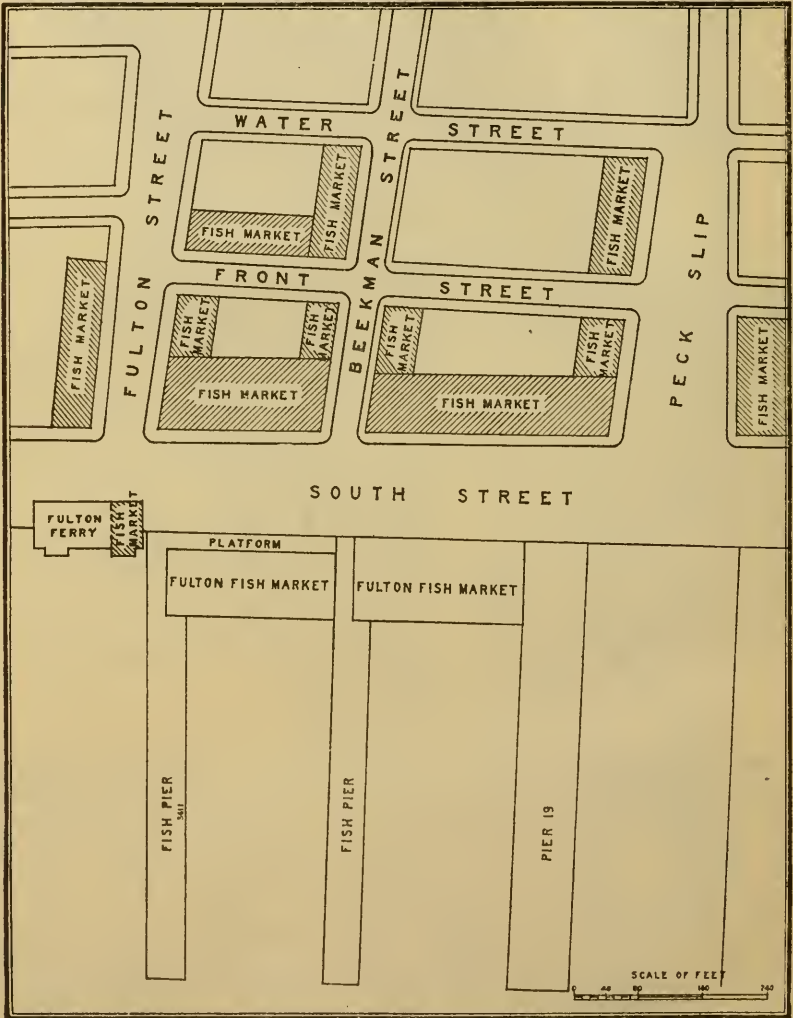 WATER STREET
FULTON STREET
BEEKMAN STREET
FISH MARKET
FISH MARKET
FISH MARKET
PECK SLIP
FRONT STREET
FISH MARKET
FISH MARKET
FISH MARKET
FISH MARKET
FISH MARKET
FISH MARKET
FISH MARKET
FISH MARKET
SOUTH STREET
FULTON
FERRY
FISH
MARKET
PLATFORM
FULTON FISH MARKET
FULTON FISH MARKET
FISH PIER
FISH PIER
PIER 19
SCALE OF FEET
0 40 80 160 240